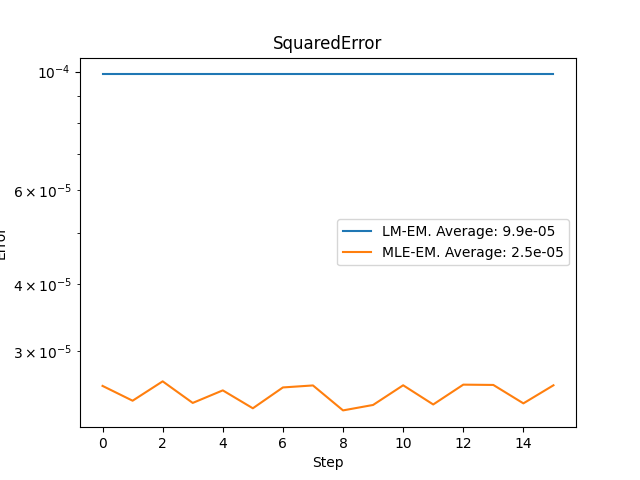 SquaredError
10⁻⁴
6 × 10⁻⁵
4 × 10⁻⁵
3 × 10⁻⁵
Error
LM-EM. Average: 9.9e-05
MLE-EM. Average: 2.5e-05
0 2 4 6 8 10 12 14
Step